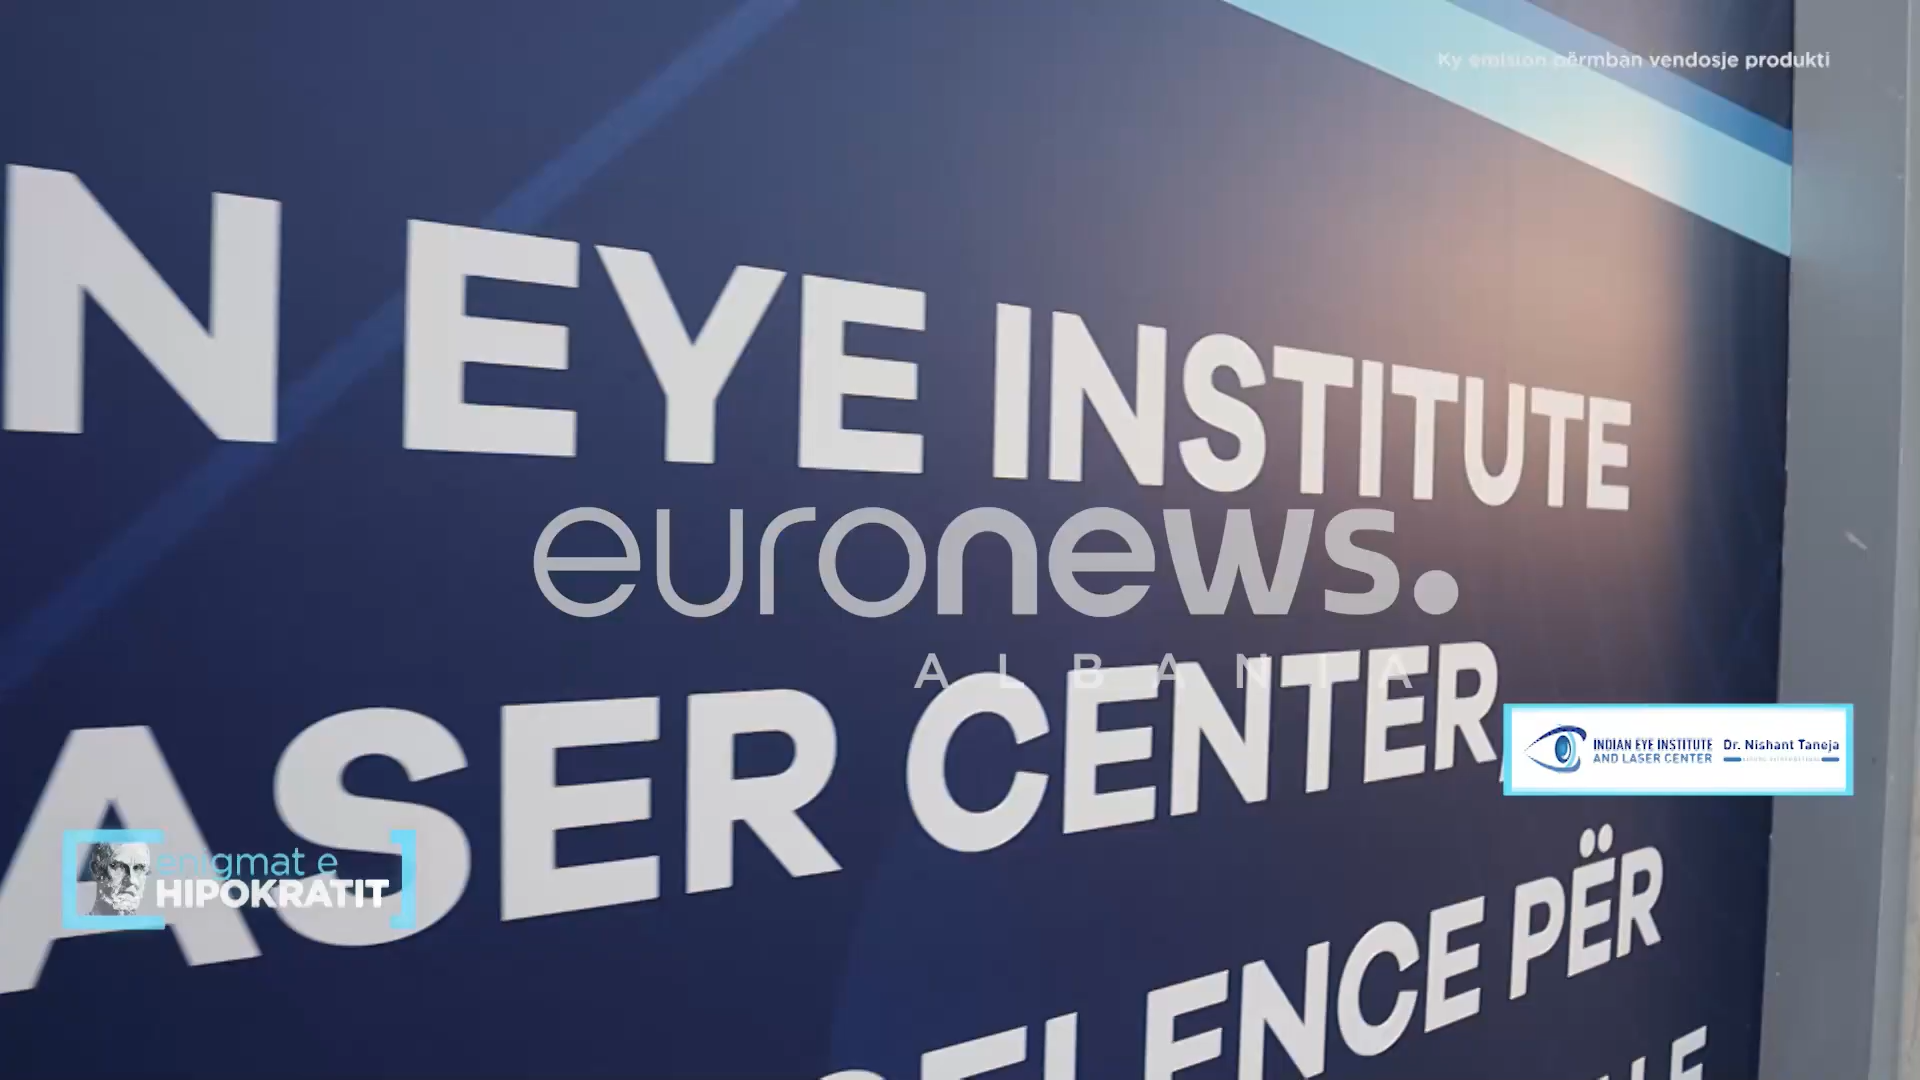 Ky emision përmban vendosje produkti
N EYE INSTITUTE
euronews.
ALBANIA
ASER CENTER,
INDIAN EYE INSTITUTE
AND LASER CENTER
Dr. Nishant Taneja
enigmat e
HIPOKRATIT
ELENCE PËR